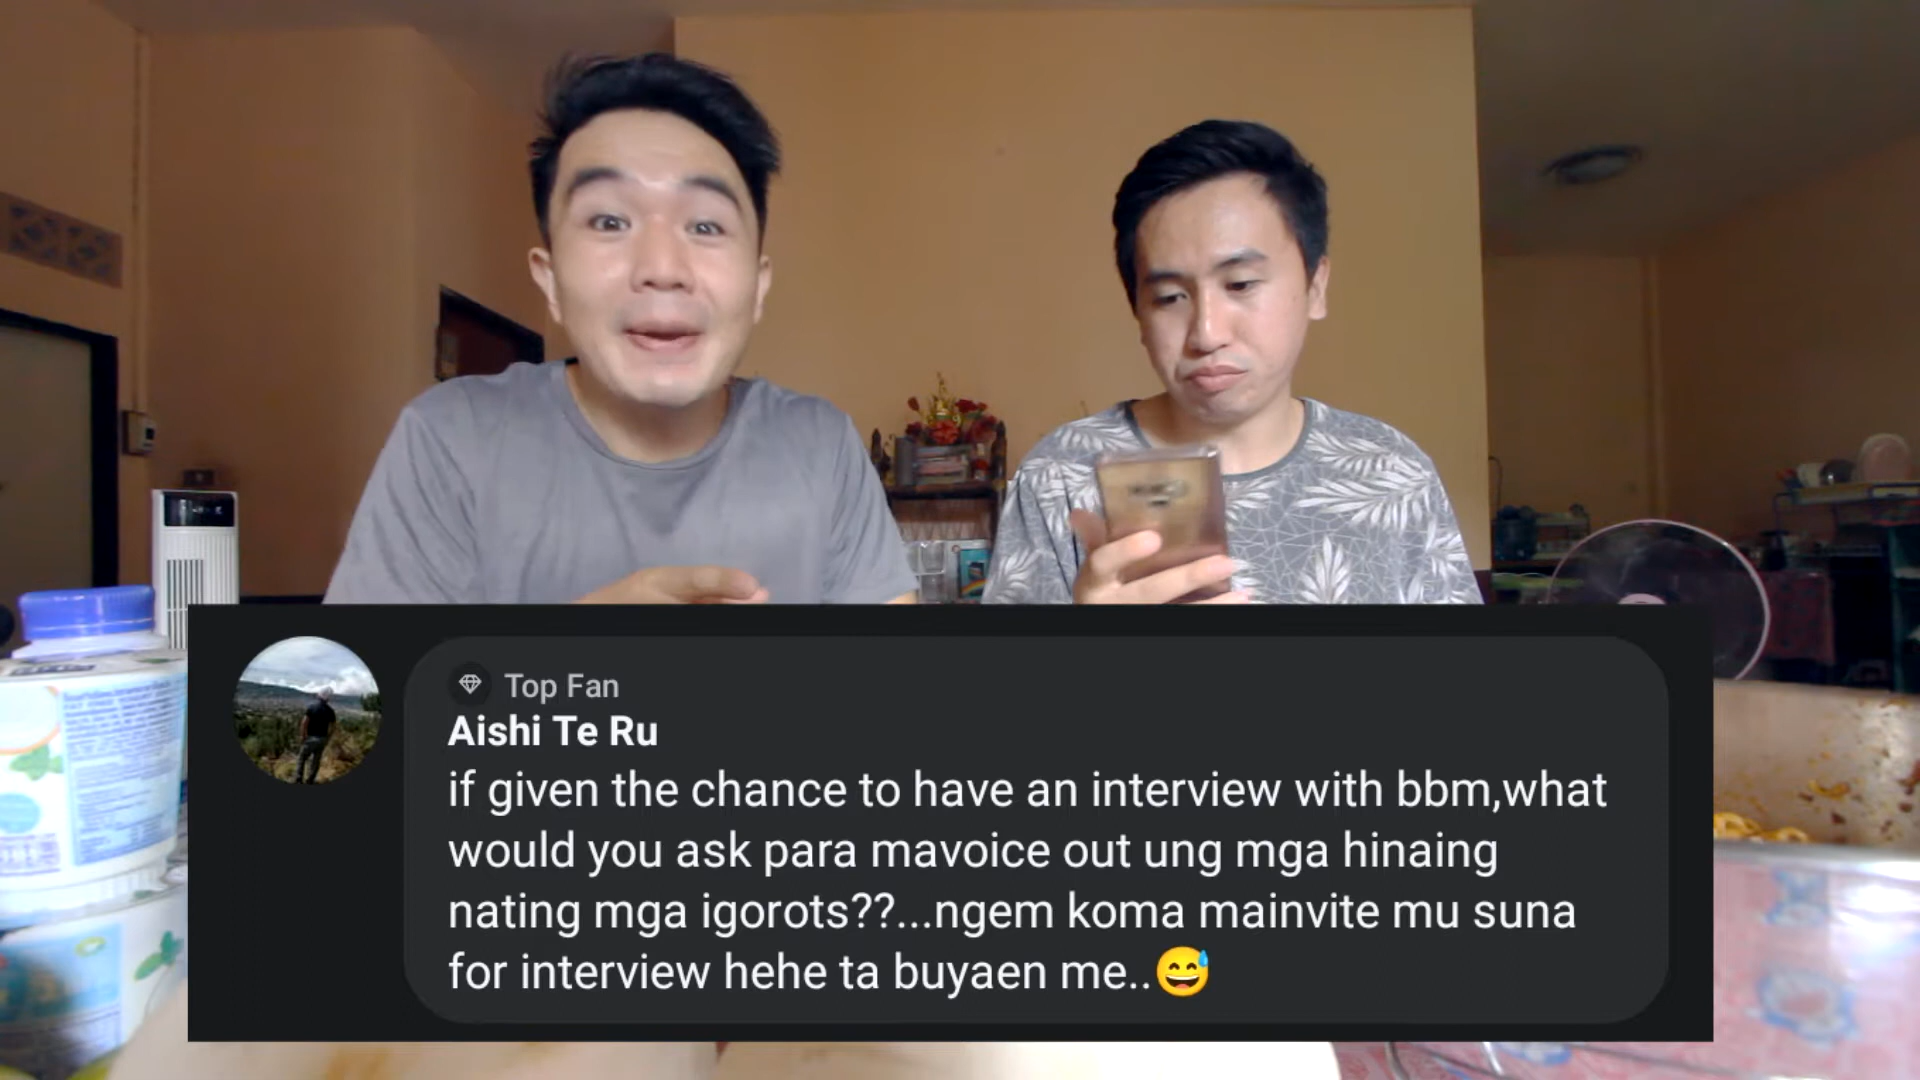 Top Fan
Aishi Te Ru
if given the chance to have an interview with bbm,what
would you ask para mavoice out ung mga hinaing
nating mga igorots??...ngem koma mainvite mu suna
for interview hehe ta buyaen me..😅